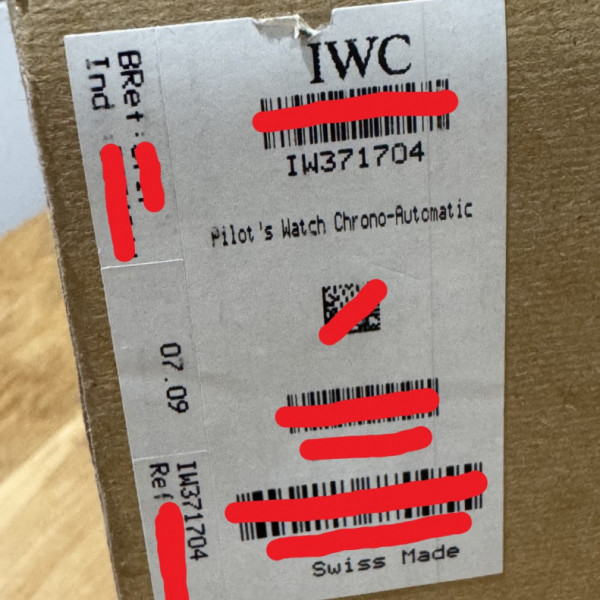 IWC
IW371704
Pilot's Watch Chrono-Automatic
Swiss Made
BRef:
Ind :
07.09
IW371704
Ref